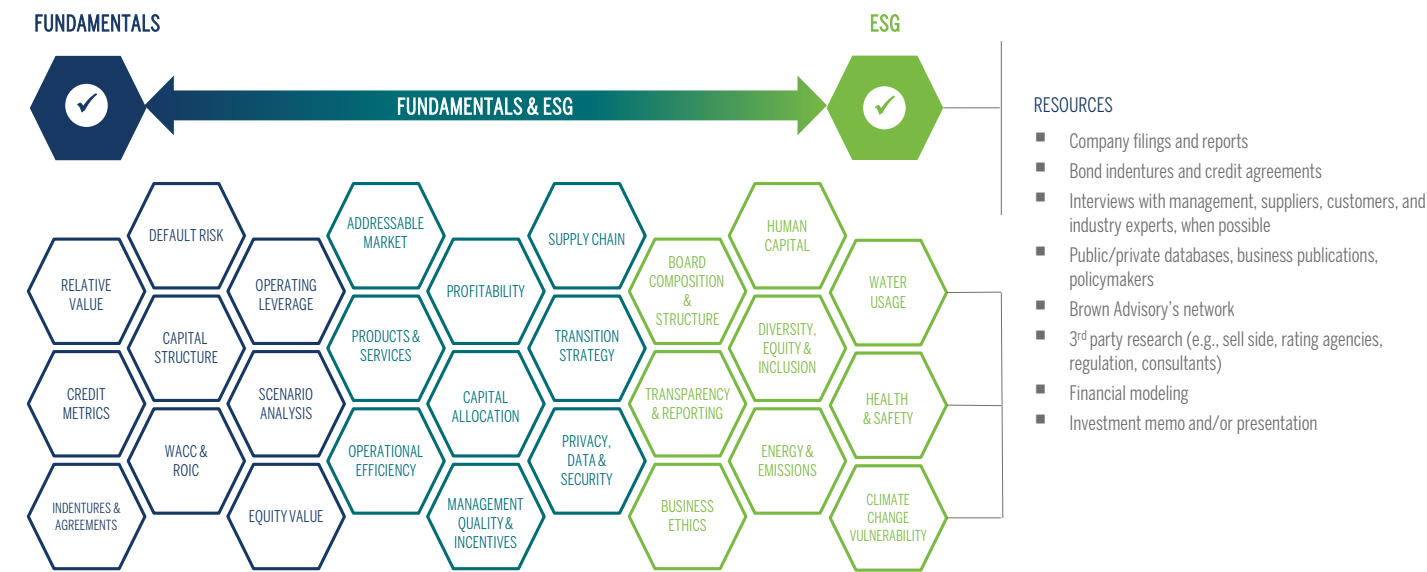 FUNDAMENTALS
ESG
FUNDAMENTALS & ESG
RELATIVE
VALUE
CREDIT
METRICS
INDENTURES &
AGREEMENTS
DEFAULT RISK
CAPITAL
STRUCTURE
WACC &
ROIC
OPERATING
LEVERAGE
SCENARIO
ANALYSIS
EQUITY VALUE
ADDRESSABLE
MARKET
PRODUCTS &
SERVICES
OPERATIONAL
EFFICIENCY
PROFITABILITY
CAPITAL
ALLOCATION
MANAGEMENT
QUALITY &
INCENTIVES
SUPPLY CHAIN
TRANSITION
STRATEGY
PRIVACY,
DATA &
SECURITY
BOARD
COMPOSITION
&
STRUCTURE
TRANSPARENCY
& REPORTING
BUSINESS
ETHICS
HUMAN
CAPITAL
DIVERSITY,
EQUITY &
INCLUSION
ENERGY &
EMISSIONS
WATER
USAGE
HEALTH
& SAFETY
CLIMATE
CHANGE
VULNERABILITY
RESOURCES
■ Company filings and reports
■ Bond indentures and credit agreements
■ Interviews with management, suppliers, customers, and
industry experts, when possible
■ Public/private databases, business publications,
policymakers
■ Brown Advisory's network
■ 3rd party research (e.g., sell side, rating agencies,
regulation, consultants)
■ Financial modeling
■ Investment memo and/or presentation